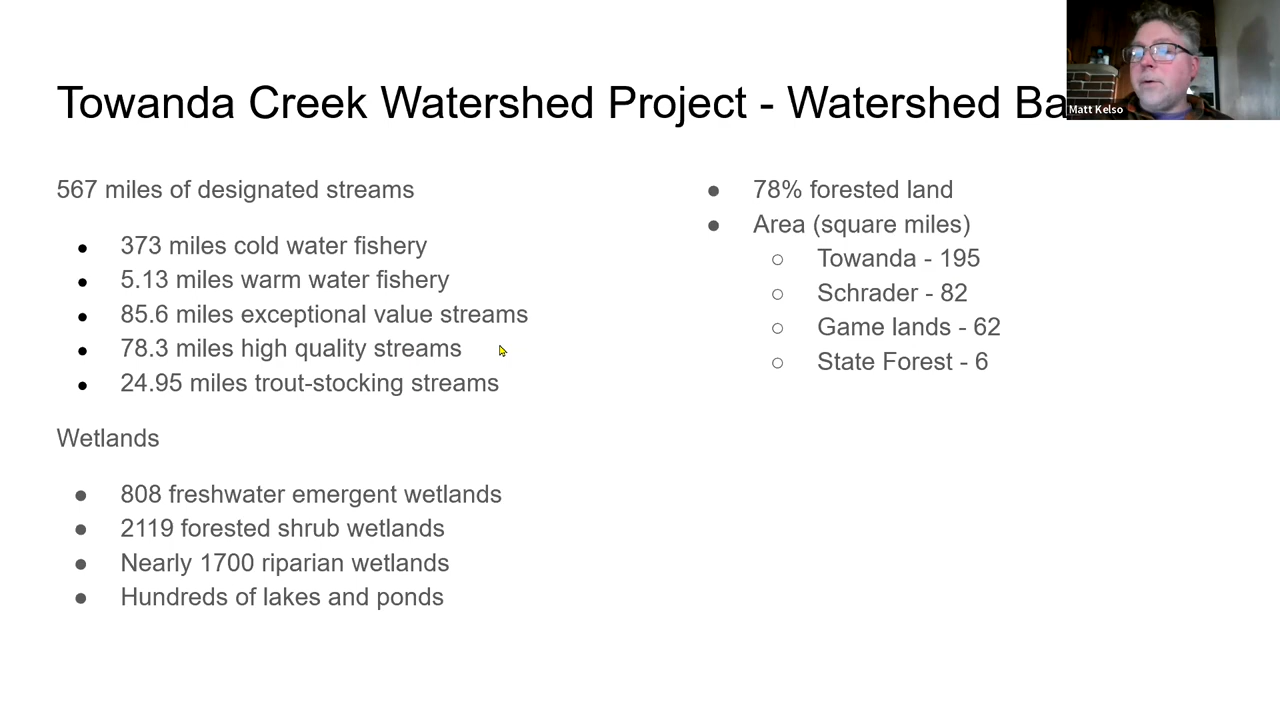 Towanda Creek Watershed Project - Watershed
Matt Kelso
567 miles of designated streams
373 miles cold water fishery
5.13 miles warm water fishery
85.6 miles exceptional value streams
78.3 miles high quality streams
24.95 miles trout-stocking streams
Wetlands
808 freshwater emergent wetlands
2119 forested shrub wetlands
Nearly 1700 riparian wetlands
Hundreds of lakes and ponds
78% forested land
Area (square miles)
Towanda - 195
Schrader - 82
Game lands - 62
State Forest - 6